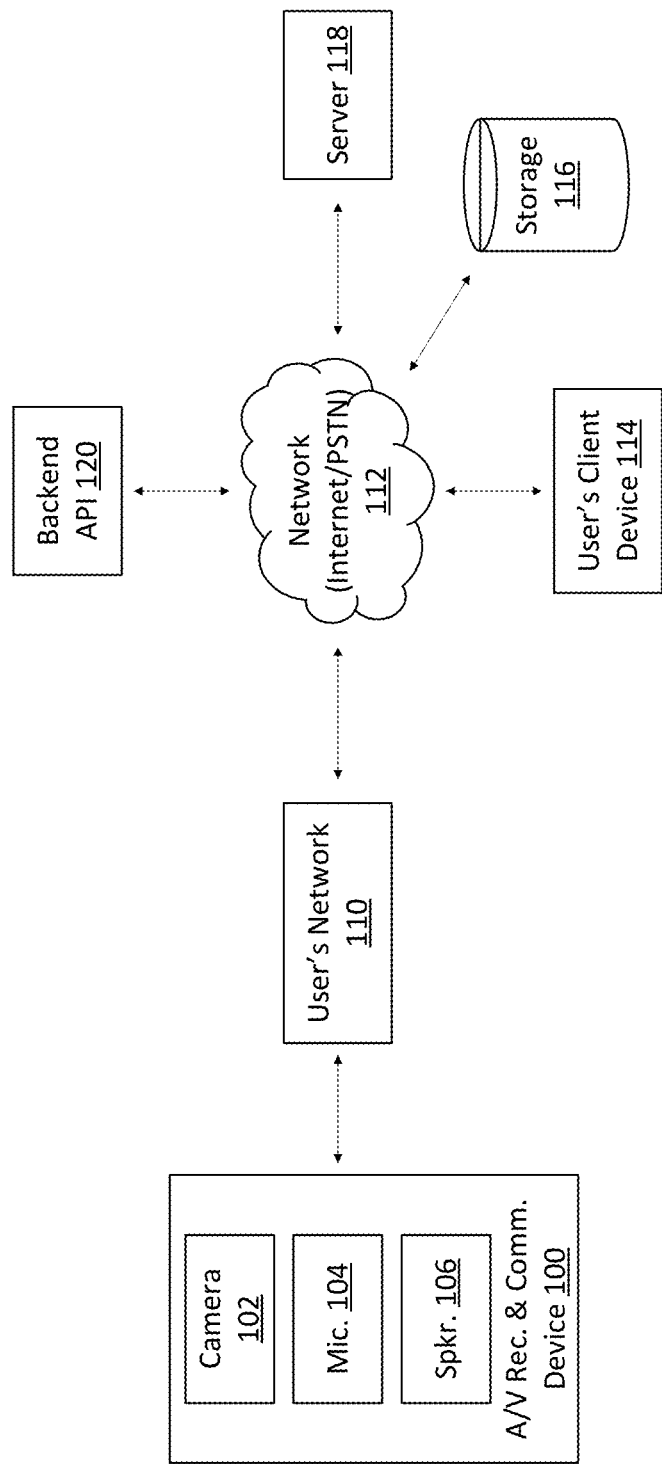 Camera
102
Mic. 104
Spkr. 106
A/V Rec. & Comm.
Device 100
User's Network
110
Backend
API 120
Network
(Internet/PSTN)
112
User's Client
Device 114
Server 118
Storage
116